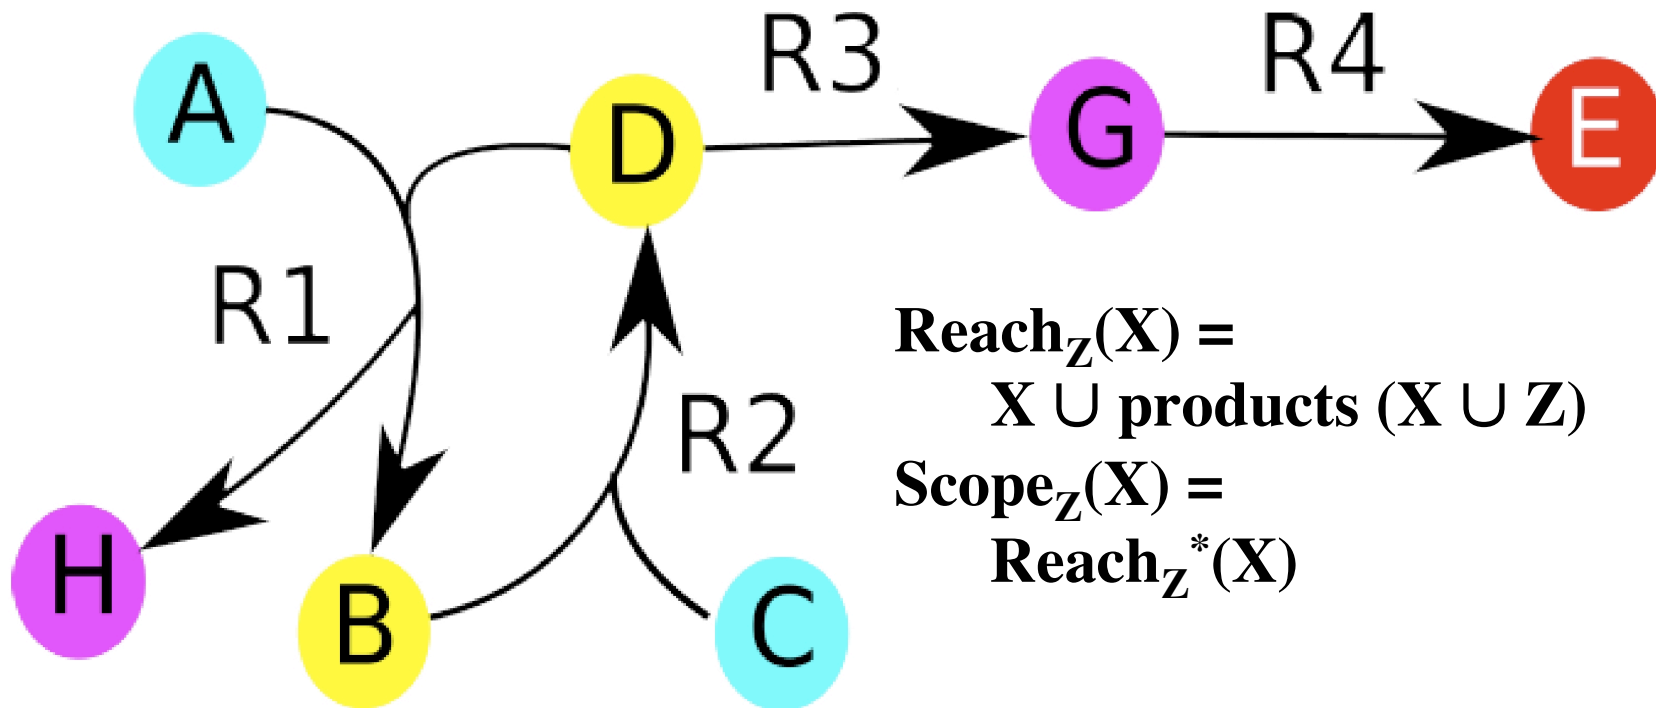 A
D
R3
G
R4
E
R1
H
B
R2
C
Reach_Z(X) =
X ∪ products (X ∪ Z)
Scope_Z(X) =
Reach_Z*(X)